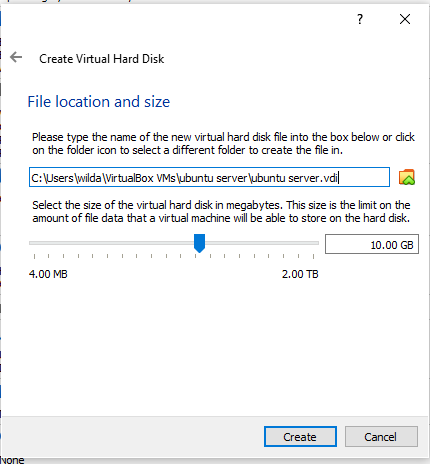 ?
Create Virtual Hard Disk
File location and size
Please type the name of the new virtual hard disk file into the box below or click
on the folder icon to select a different folder to create the file in.
C:\Users\wilda\VirtualBox VMs\ubuntu server\ubuntu server.vdi
Select the size of the virtual hard disk in megabytes. This size is the limit on the
amount of file data that a virtual machine will be able to store on the hard disk.
10.00 GB
4.00 MB 2.00 TB
Create Cancel
None